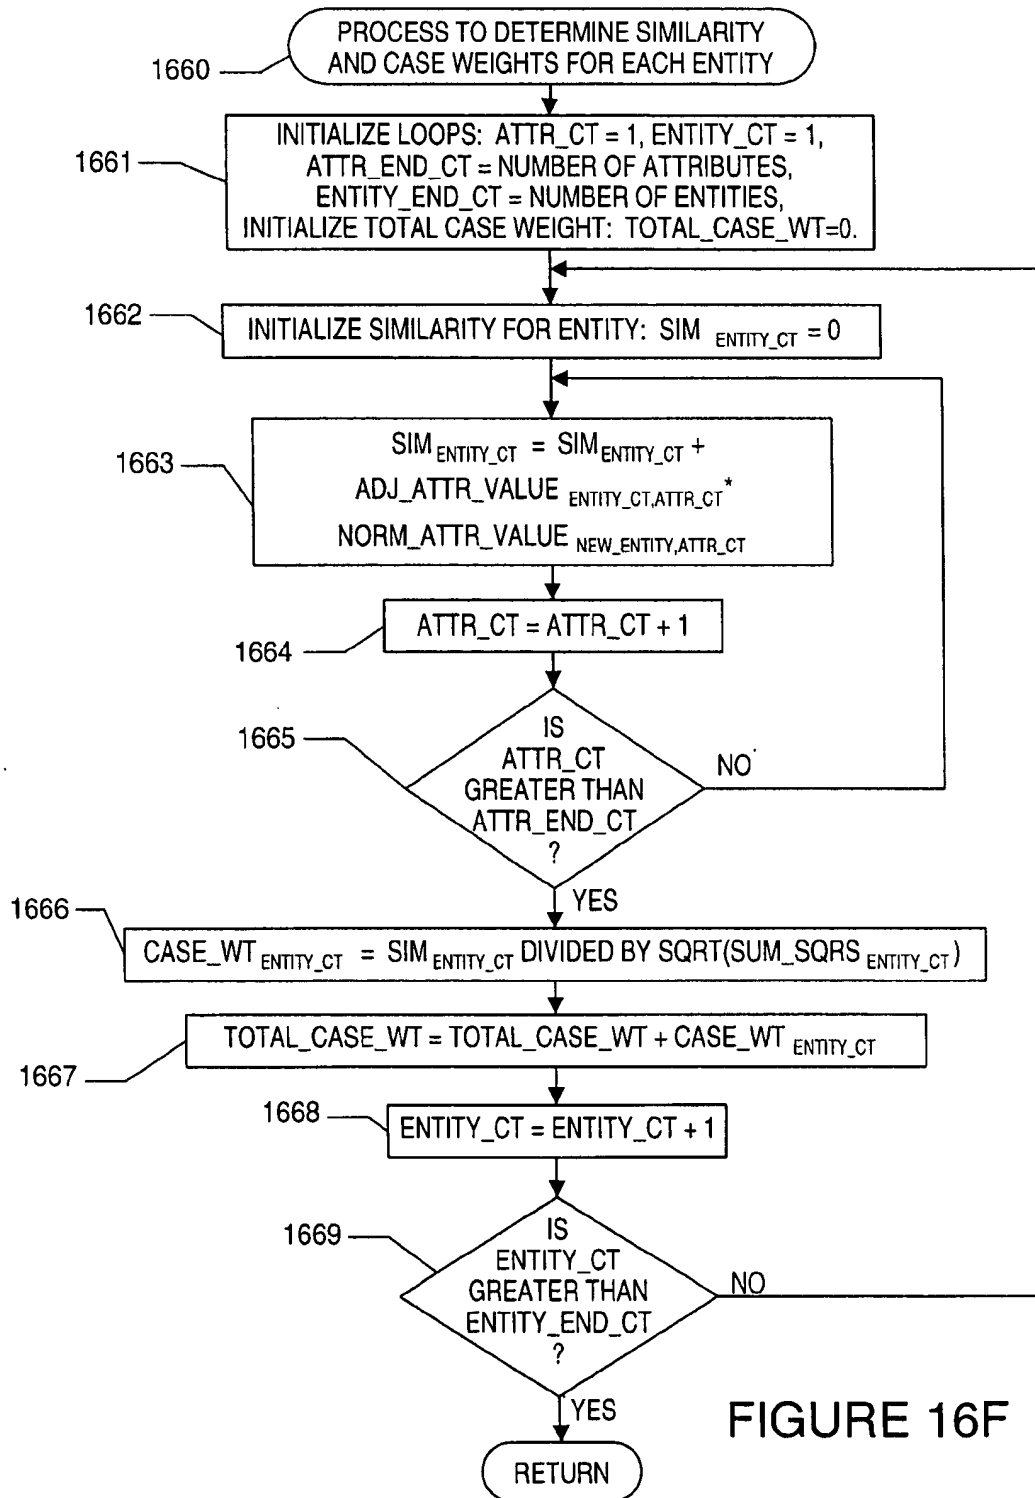 PROCESS TO DETERMINE SIMILARITY
AND CASE WEIGHTS FOR EACH ENTITY
1660
INITIALIZE LOOPS: ATTR_CT = 1, ENTITY_CT = 1,
ATTR_END_CT = NUMBER OF ATTRIBUTES,
ENTITY_END_CT = NUMBER OF ENTITIES,
INITIALIZE TOTAL CASE WEIGHT: TOTAL_CASE_WT=0.
1661
1662
INITIALIZE SIMILARITY FOR ENTITY: SIM ENTITY_CT = 0
1663
SIM ENTITY_CT = SIM ENTITY_CT +
ADJ_ATTR_VALUE ENTITY_CT,ATTR_CT *
NORM_ATTR_VALUE NEW_ENTITY,ATTR_CT
ATTR_CT = ATTR_CT + 1
1664
1665
IS
ATTR_CT
GREATER THAN
ATTR_END_CT
?
NO
YES
1666
CASE_WT ENTITY_CT = SIM ENTITY_CT DIVIDED BY SQRT(SUM_SQRS ENTITY_CT)
TOTAL_CASE_WT = TOTAL_CASE_WT + CASE_WT ENTITY_CT
1667
1668
ENTITY_CT = ENTITY_CT + 1
1669
IS
ENTITY_CT
GREATER THAN
ENTITY_END_CT
?
NO
YES
FIGURE 16F
RETURN